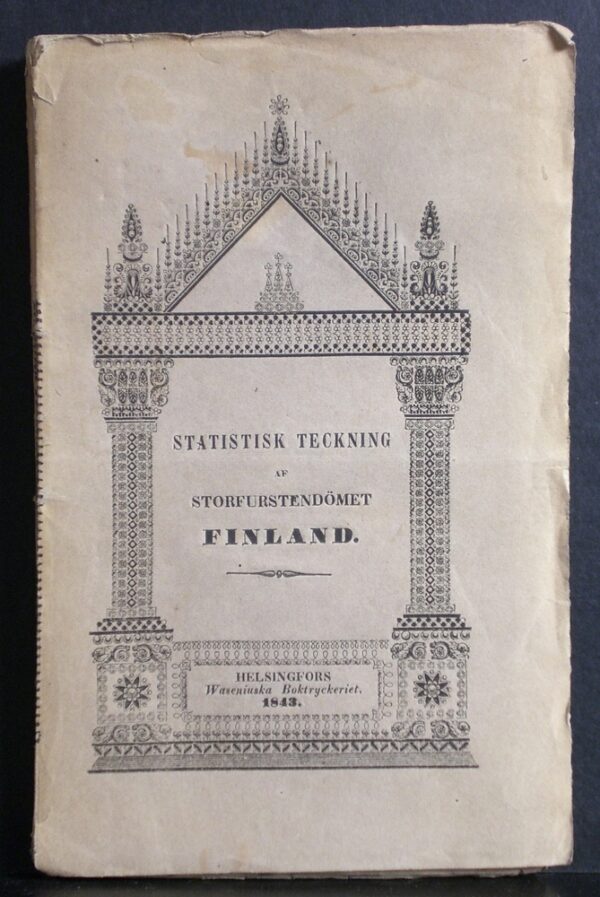 STATISTISK TECKNING
AF
STORFURSTENDÖMET
FINLAND.
HELSINGFORS
Waseniuska Boktryckeriet.
1843.